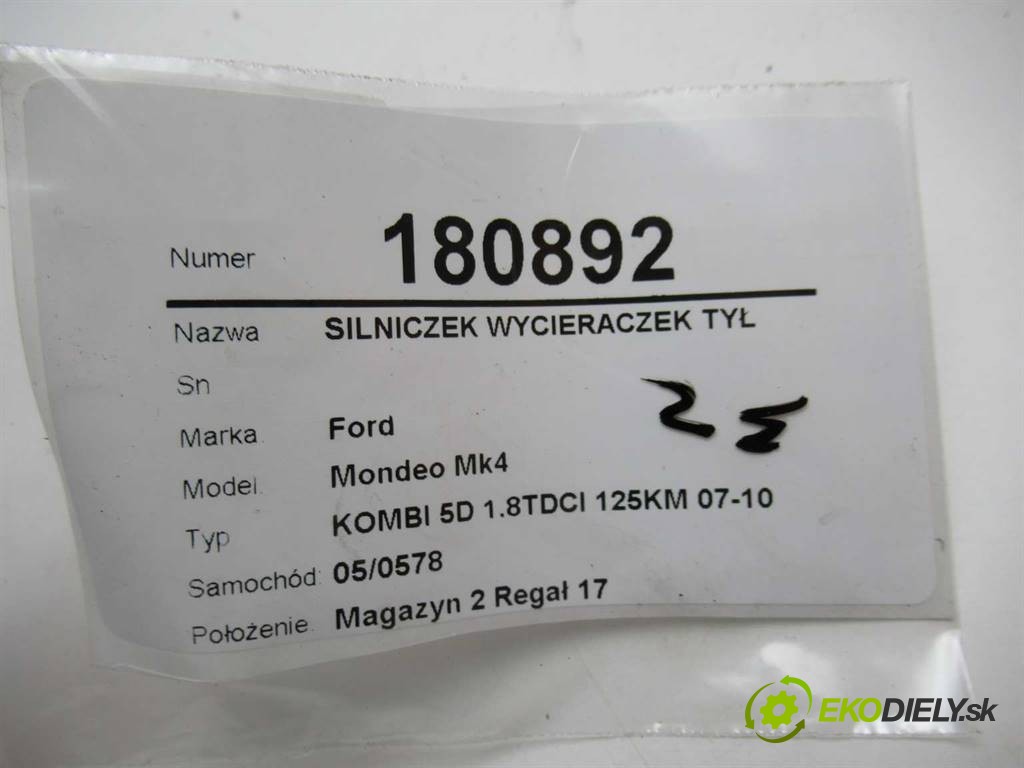 Numer 180892
Nazwa SILNICZEK WYCIERACZEK TYŁ
Sn
Marka Ford
Model Mondeo Mk4
Typ KOMBI 5D 1.8TDCI 125KM 07-10
Samochód: 05/0578
Położenie Magazyn 2 Regał 17
EKODIELY.sk